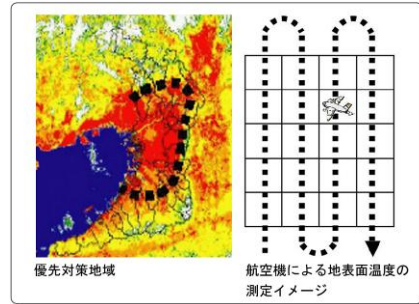 優先対策地域
航空機による地表面温度の
測定イメージ